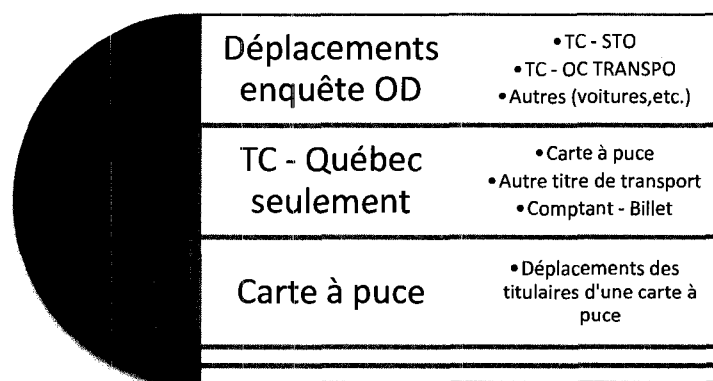 Déplacements
enquête OD
•TC - STO
•TC - OC TRANSPO
•Autres (voitures,etc.)
TC - Québec
seulement
•Carte à puce
•Autre titre de transport
•Comptant - Billet
Carte à puce
•Déplacements des
titulaires d'une carte à
puce